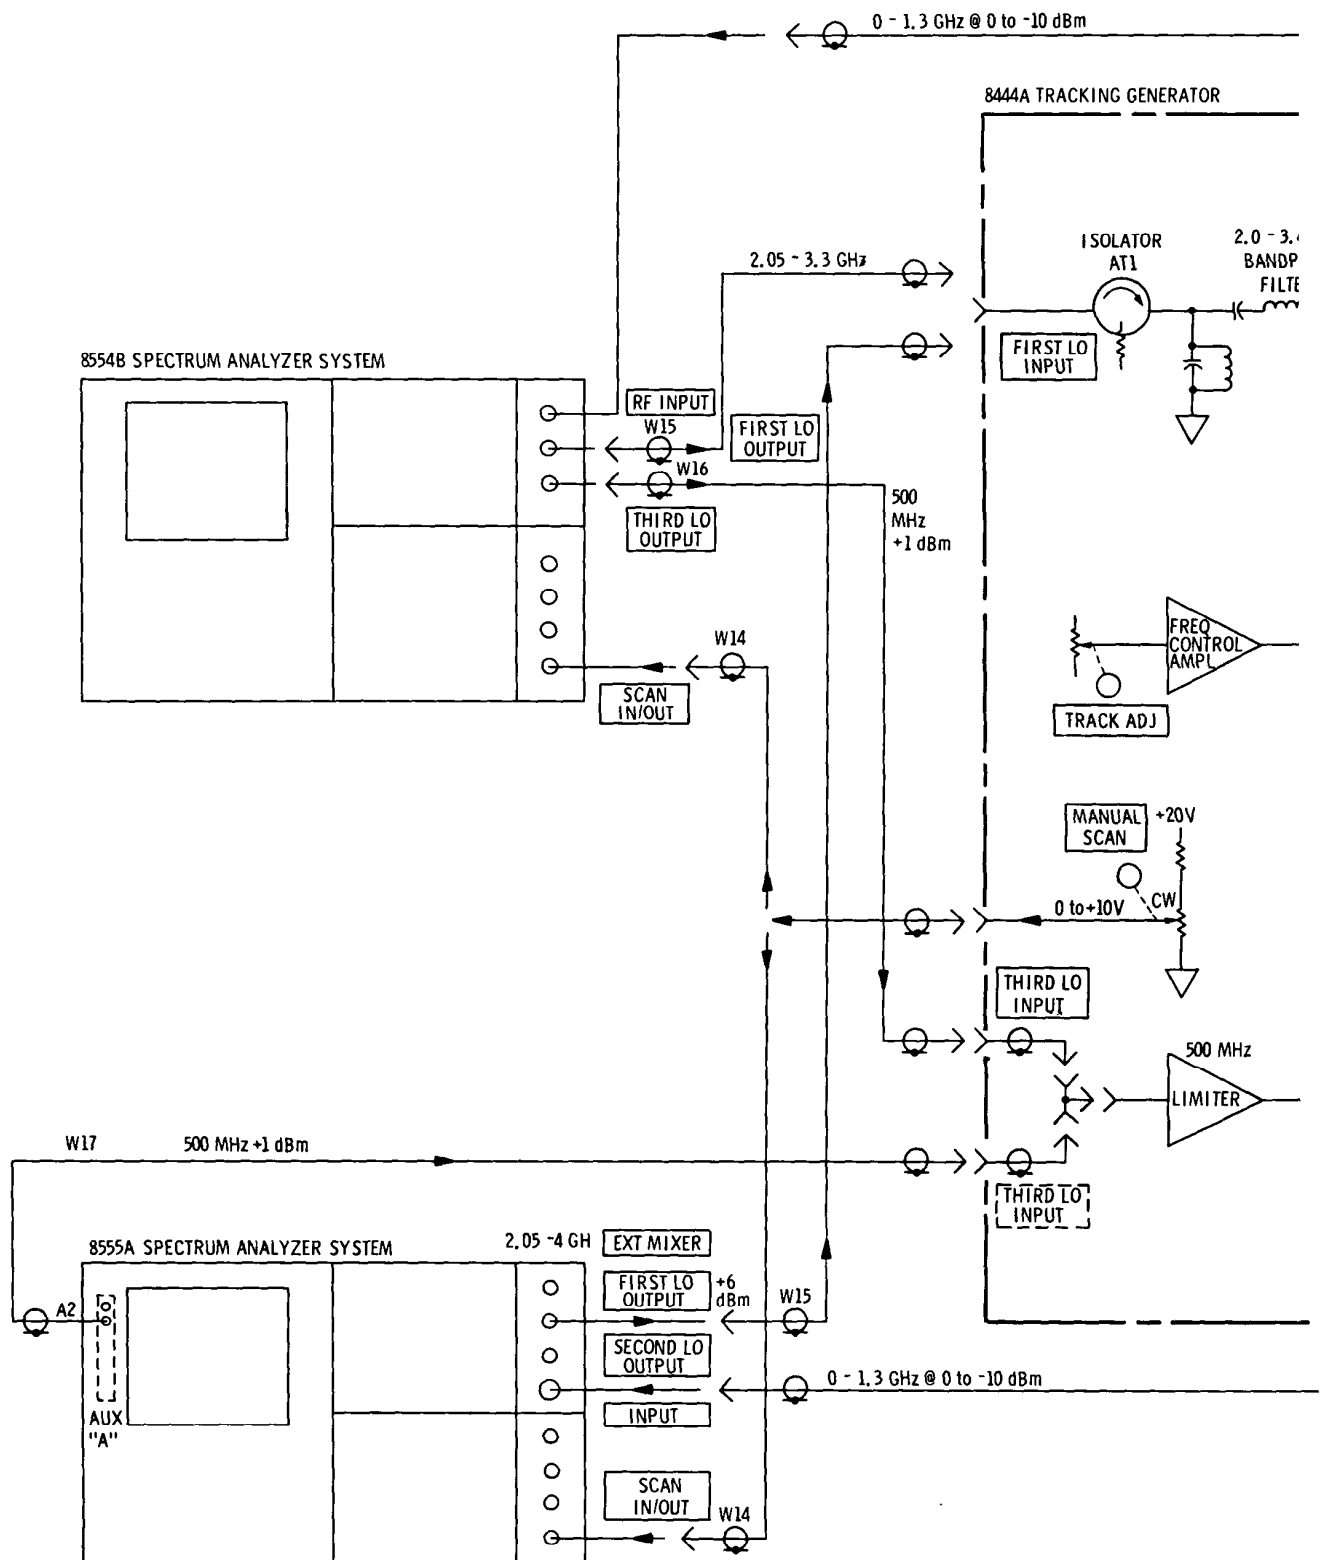 0 - 1.3 GHz @ 0 to -10 dBm
8444A TRACKING GENERATOR
ISOLATOR
AT1
2.0 - 3.
BANDP
FILTE
2.05 - 3.3 GHz
FIRST LO
INPUT
8554B SPECTRUM ANALYZER SYSTEM
RF INPUT
W15
FIRST LO
OUTPUT
W16
THIRD LO
OUTPUT
500
MHz
+1 dBm
W14
SCAN
IN/OUT
FREQ
CONTROL
AMPL
TRACK ADJ
MANUAL
SCAN
+20V
CW
0 to +10V
THIRD LO
INPUT
500 MHz
LIMITER
W17
500 MHz +1 dBm
THIRD LO
INPUT
8555A SPECTRUM ANALYZER SYSTEM
2.05 -4 GH
EXT MIXER
FIRST LO
OUTPUT
+6
dBm
W15
A2
SECOND LO
OUTPUT
0 - 1.3 GHz @ 0 to -10 dBm
INPUT
AUX
"A"
SCAN
IN/OUT
W14